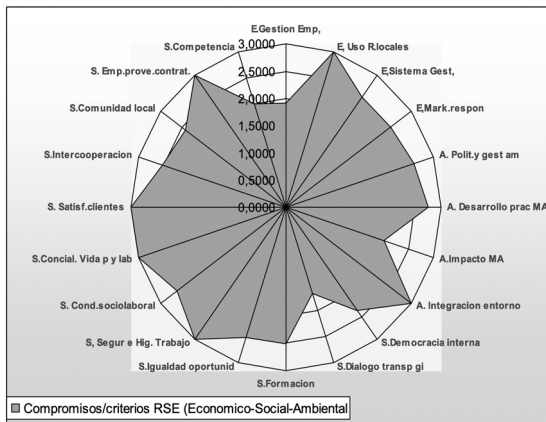 E.Gestion Emp,
E, Uso R.locales
E,Sistema Gest,
E,Mark.respon
A. Polit.y gest am
A. Desarrollo prac MA
A.Impacto MA
A. Integracion entorno
S.Democracia interna
S.Dialogo transp gi
S.Formacion
S.Igualdad oportunid
S, Segur e Hig. Trabajo
S. Cond.sociolaboral
S.Concial. Vida p y lab
S. Satisf.clientes
S.Intercooperacion
S.Comunidad local
S. Emp.prove.contrat.
S.Competencia
3,0000
2,5000
2,0000
1,5000
1,0000
0,5000
0,0000
Compromisos/criterios RSE (Economico-Social-Ambiental